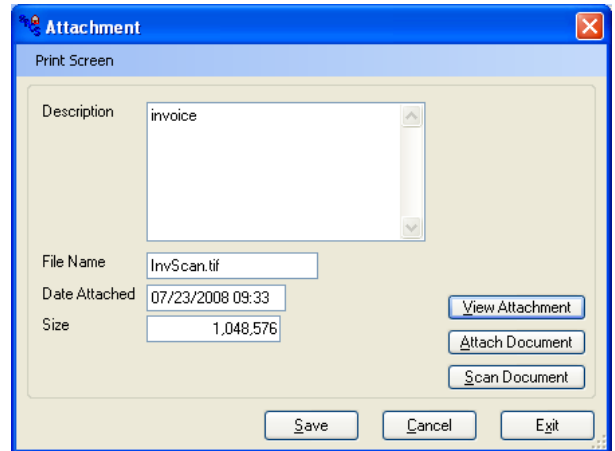 Attachment
Print Screen
Description
invoice
File Name
InvScan.tif
Date Attached
07/23/2008 09:33
Size
1,048,576
View Attachment
Attach Document
Scan Document
Save
Cancel
Exit